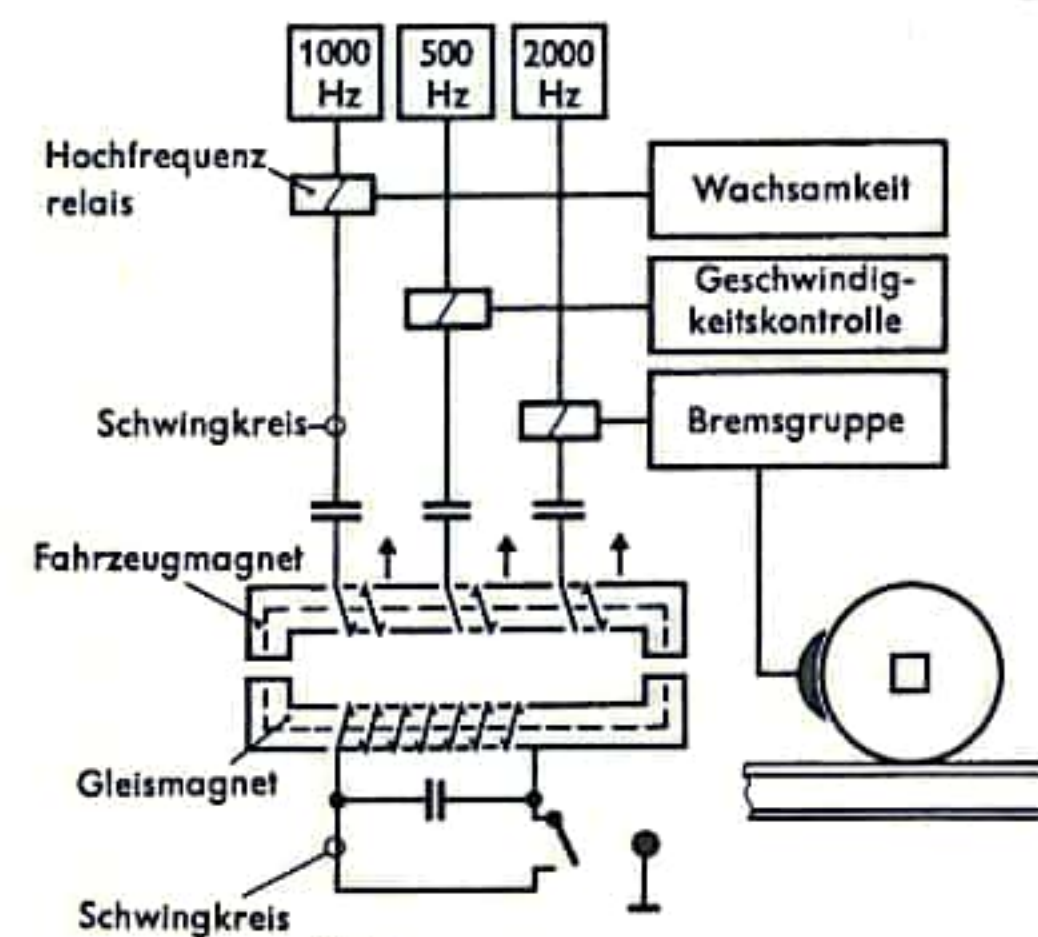 1000
Hz
500
Hz
2000
Hz
Hochfrequenz
relais
Wachsamkeit
Geschwindig-
keitskontrolle
Schwingkreis
Bremsgruppe
Fahrzeugmagnet
Gleismagnet
Schwingkreis